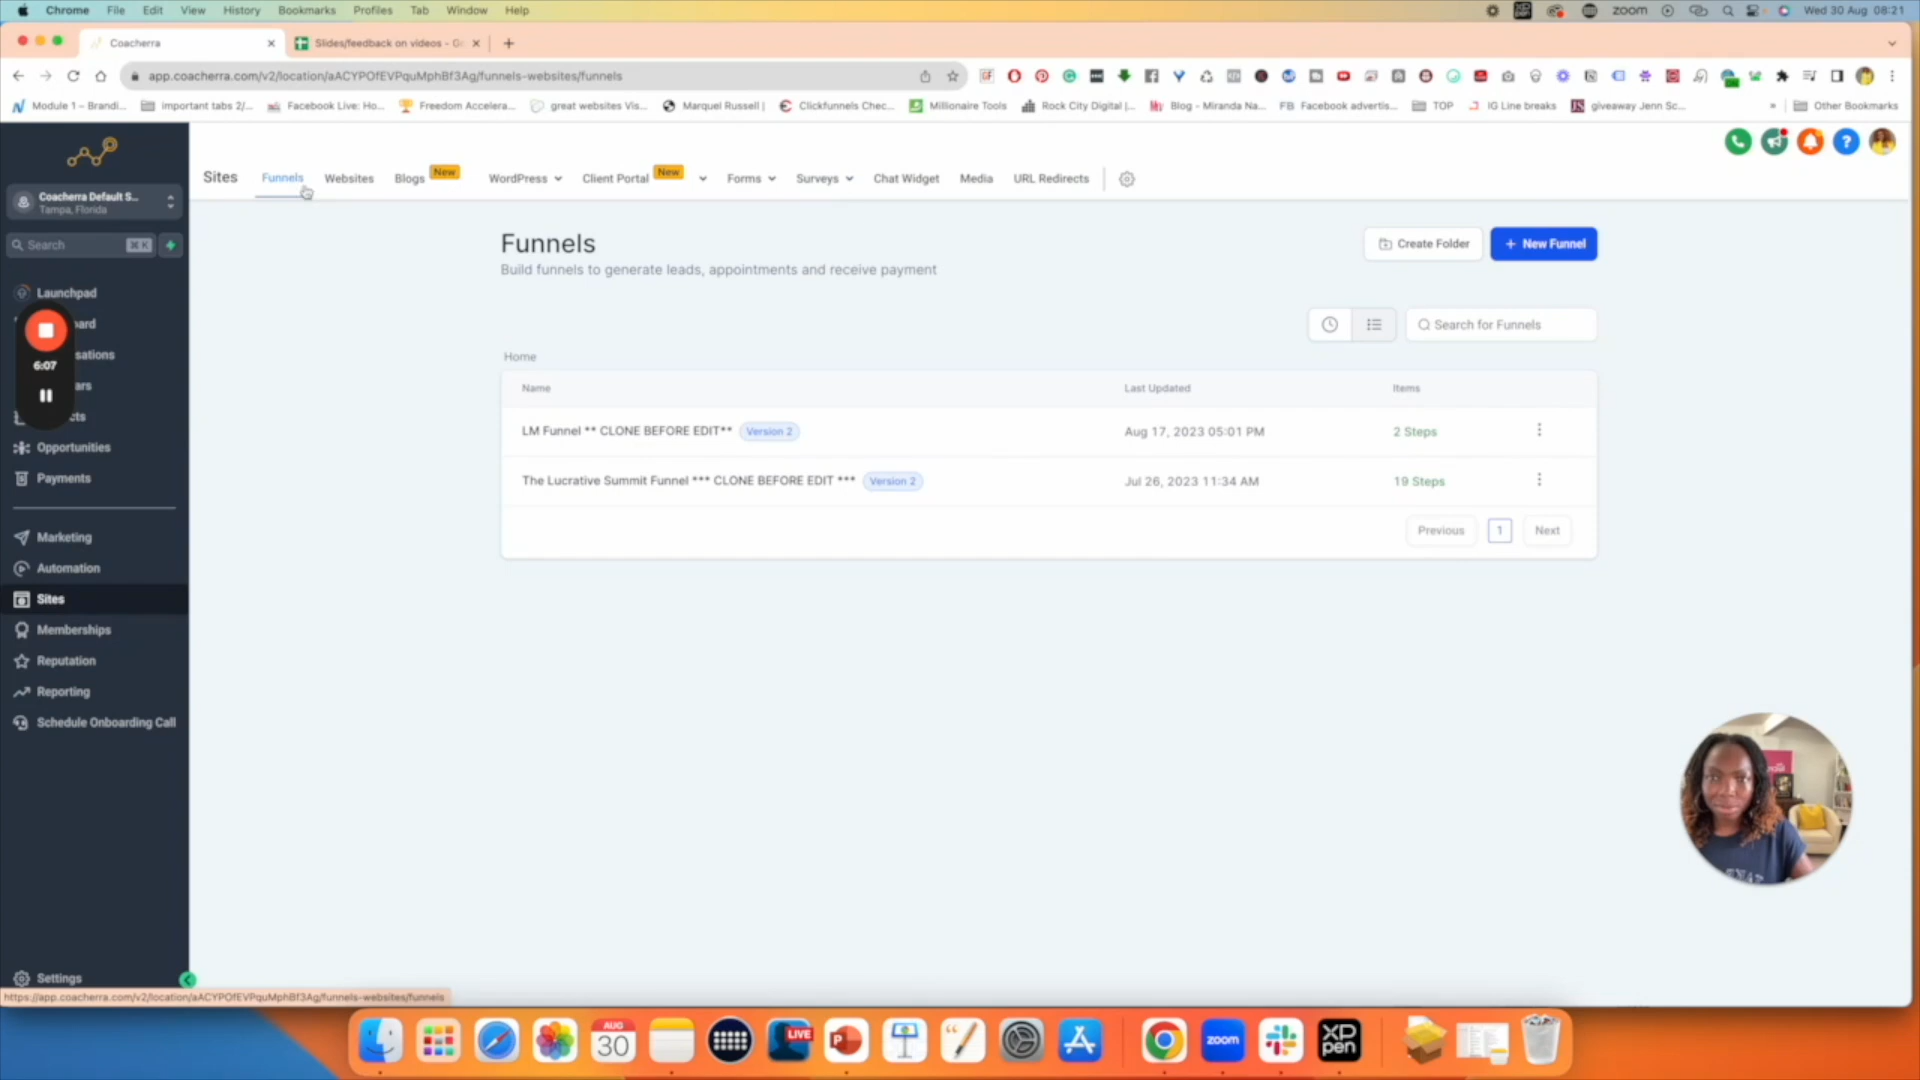 Chrome File Edit View History Bookmarks Profiles Tab Window Help
zoom Wed 30 Aug 08:21
Coacherra
Slides/feedback on videos - G
app.coacherra.com/v2/location/aACYPOfEVPquMphBf3Ag/funnels-websites/funnels
Module 1 – Brandi... important tabs 2/... Facebook Live: Ho... Freedom Accelera... great websites Vis... Marquel Russell | Clickfunnels Chec... Millionaire Tools Rock City Digital |... Blog - Miranda Na... FB Facebook advertis... TOP IG Line breaks giveaway Jenn Sc... » Other Bookmarks
Sites Funnels Websites Blogs New WordPress Client Portal New Forms Surveys Chat Widget Media URL Redirects
Coacherra Default S...
Tampa, Florida
Search ⌘ K
Launchpad
ard
sations
6:07
ars
cts
Opportunities
Payments
Marketing
Automation
Sites
Memberships
Reputation
Reporting
Schedule Onboarding Call
Settings
Funnels
Build funnels to generate leads, appointments and receive payment
Create Folder
+ New Funnel
Search for Funnels
Home
Name Last Updated Items
LM Funnel ** CLONE BEFORE EDIT** Version 2 Aug 17, 2023 05:01 PM 2 Steps
The Lucrative Summit Funnel *** CLONE BEFORE EDIT *** Version 2 Jul 26, 2023 11:34 AM 19 Steps
Previous 1 Next
https://app.coacherra.com/v2/location/aACYPOfEVPquMphBf3Ag/funnels-websites/funnels
AUG
30
LIVE
zoom
XP
pen